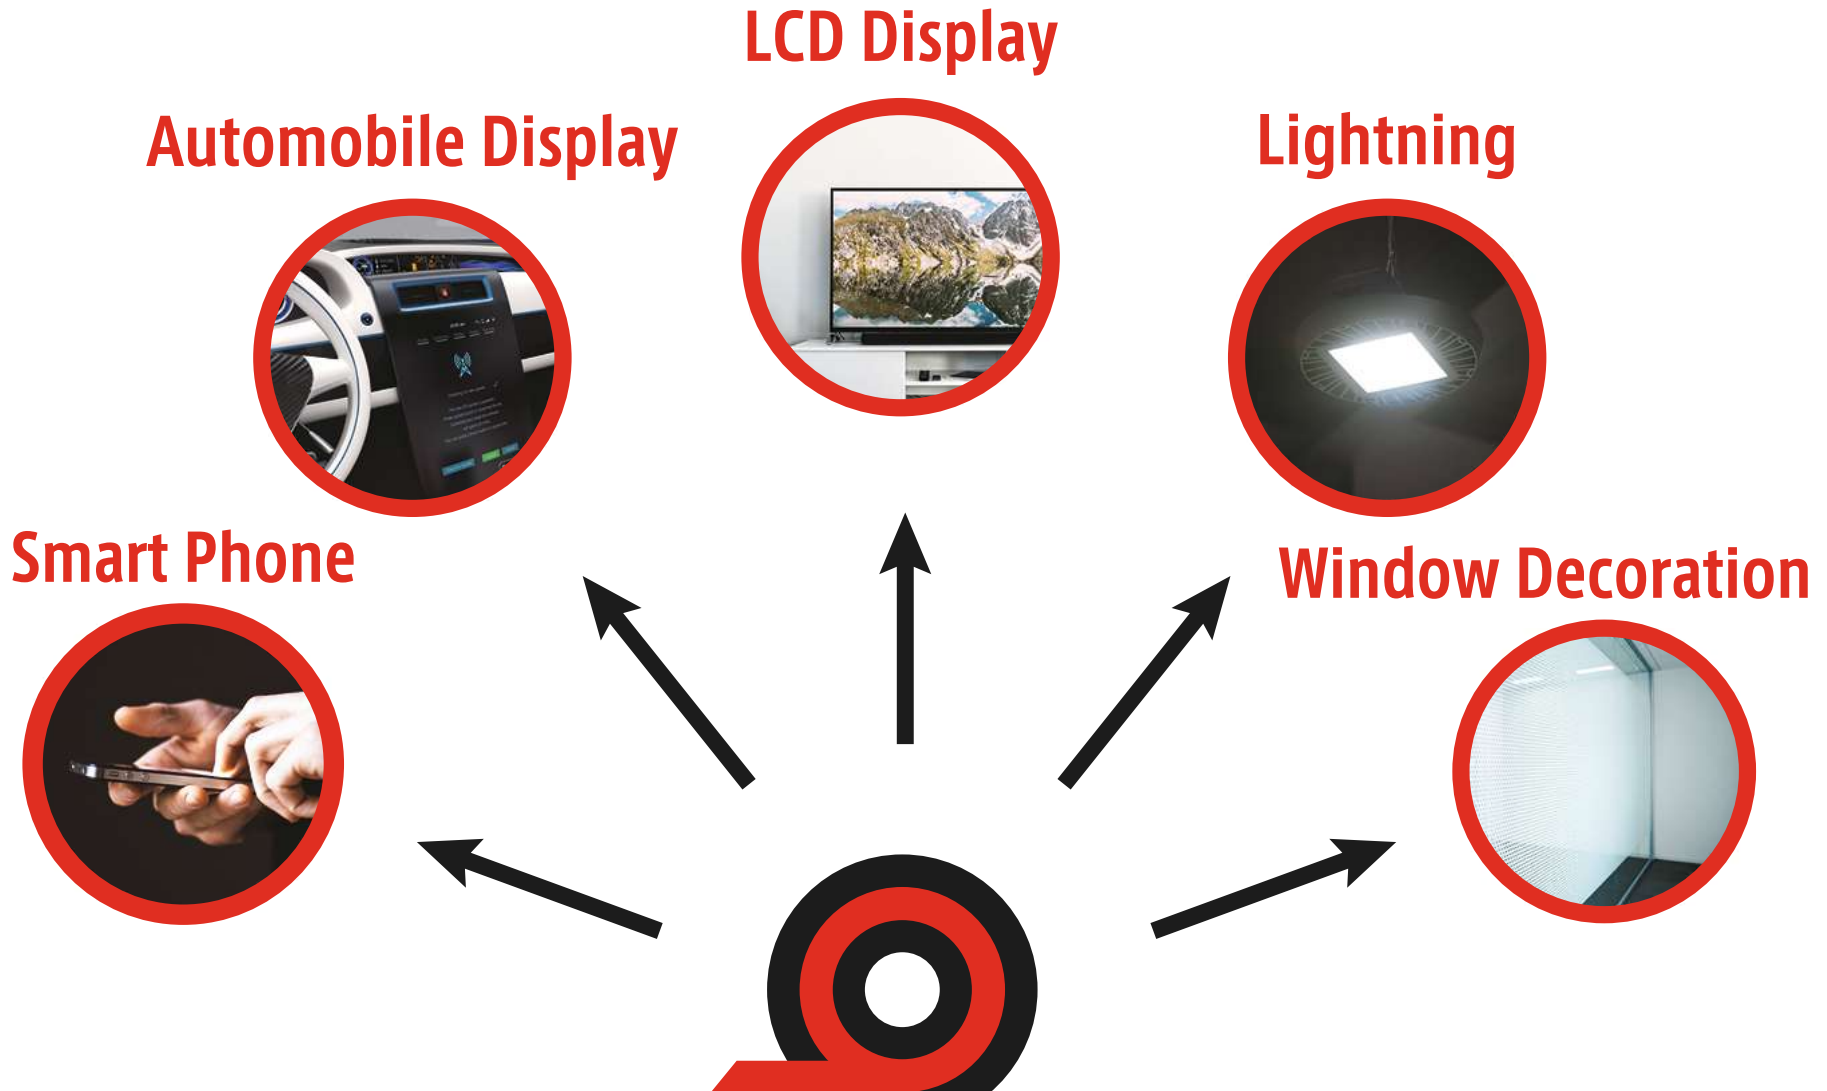 LCD Display
Automobile Display
Lightning
Smart Phone
Window Decoration